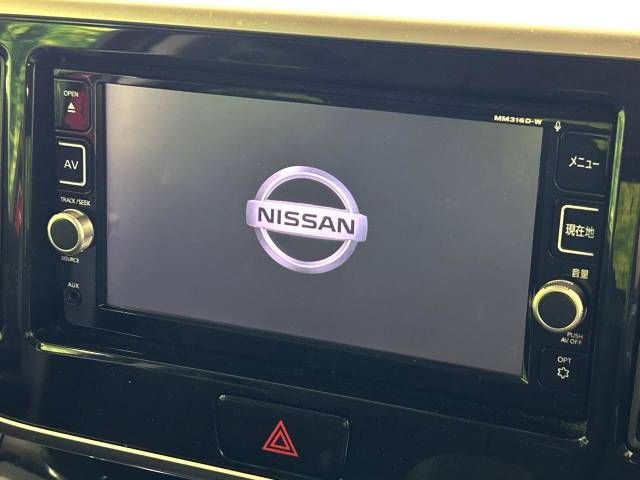 OPEN
MM316D-W
AV
メニュー
TRACK/SEEK
NISSAN
現在地
SOURCE
音量
AUX
PUSH
AV OFF
OPT